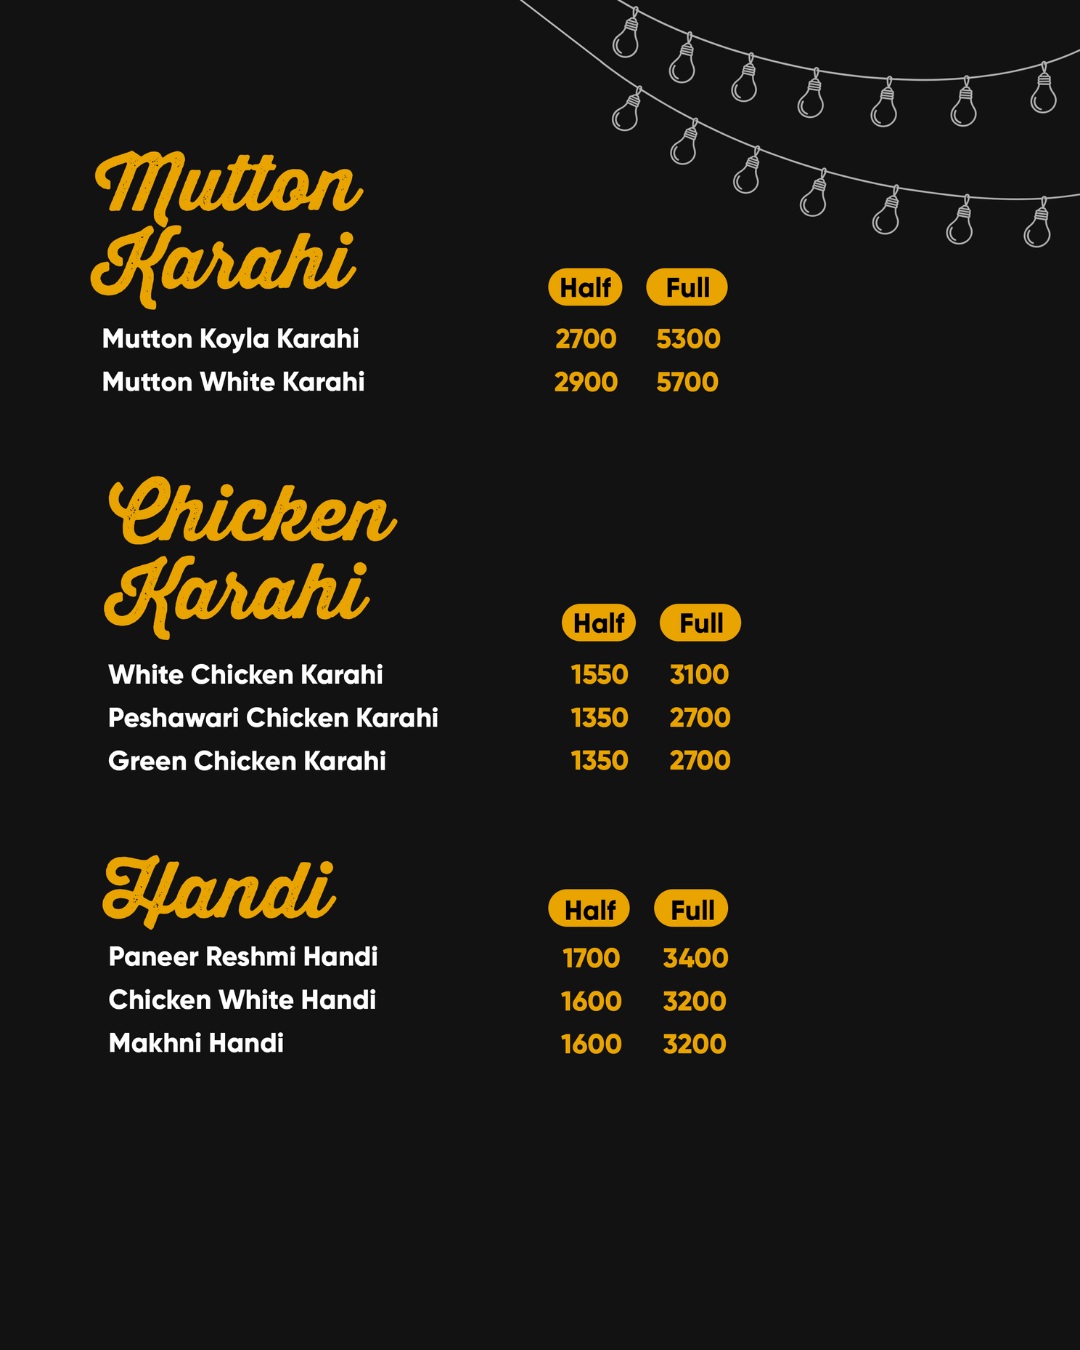 Mutton
Karahi
Half Full
Mutton Koyla Karahi 2700 5300
Mutton White Karahi 2900 5700
Chicken
Karahi
Half Full
White Chicken Karahi 1550 3100
Peshawari Chicken Karahi 1350 2700
Green Chicken Karahi 1350 2700
Handi
Half Full
Paneer Reshmi Handi 1700 3400
Chicken White Handi 1600 3200
Makhni Handi 1600 3200